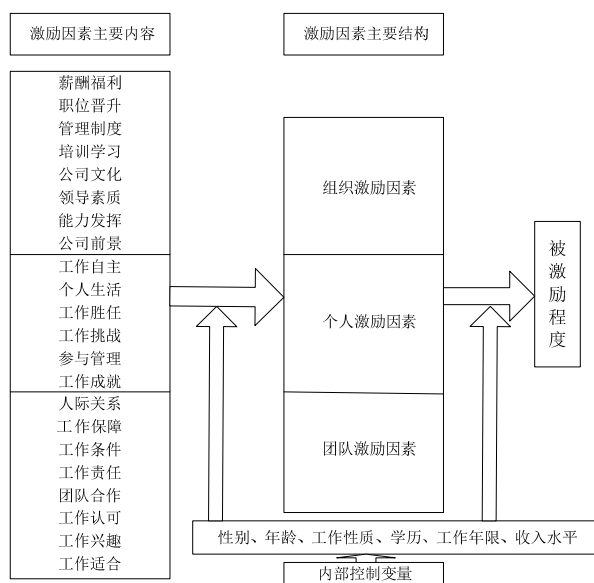 激励因素主要内容
激励因素主要结构
薪酬福利
职位晋升
管理制度
培训学习
公司文化
领导素质
能力发挥
公司前景
工作自主
个人生活
工作胜任
工作挑战
参与管理
工作成就
人际关系
工作保障
工作条件
工作责任
团队合作
工作认可
工作兴趣
工作适合
组织激励因素
个人激励因素
团队激励因素
被激励程度
性别、年龄、工作性质、学历、工作年限、收入水平
内部控制变量